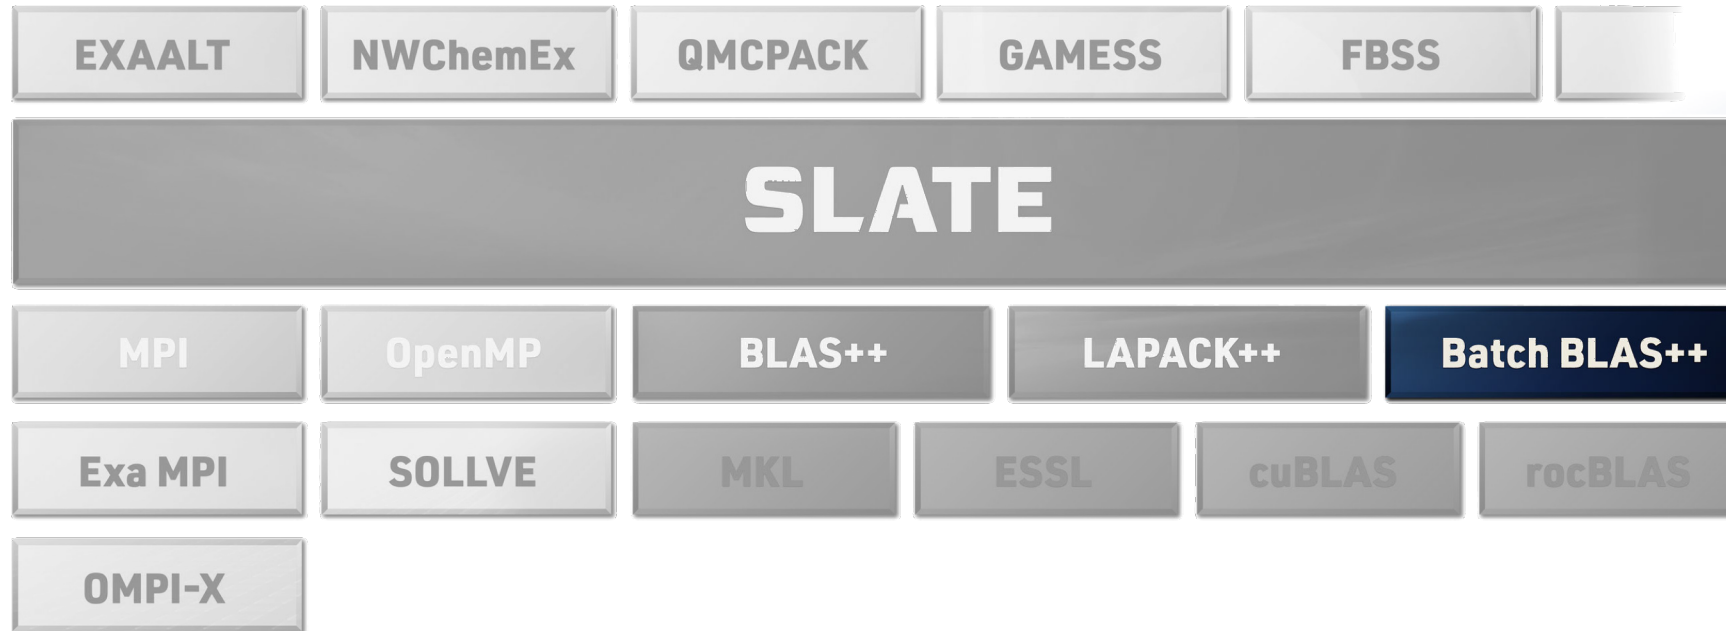 EXAALT NWChemEx QMCPACK GAMESS FBSS
SLATE
MPI OpenMP BLAS++ LAPACK++ Batch BLAS++
Exa MPI SOLLVE MKL ESSL cuBLAS rocBLAS
OMPI-X